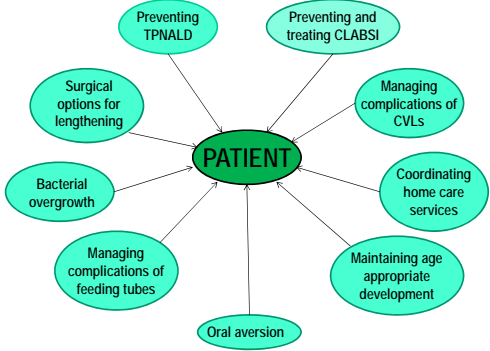 Preventing
TPNALD
Preventing and
treating CLABSI
Surgical
options for
lengthening
Managing
complications of
CVLs
PATIENT
Bacterial
overgrowth
Coordinating
home care
services
Managing
complications of
feeding tubes
Maintaining age
appropriate
development
Oral aversion